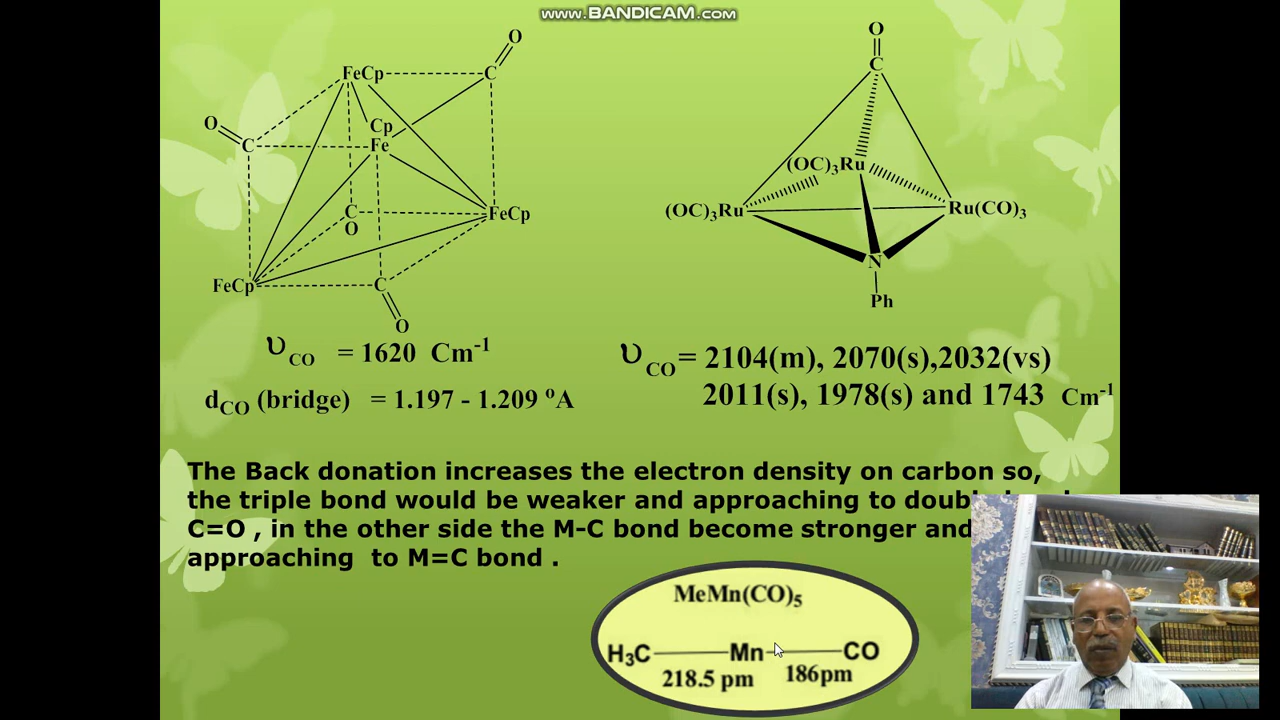 www.BANDICAM.com
O
FeCp
C
O
C
Cp
Fe
C
O
FeCp
FeCp
C
O
O
C
(OC)3Ru
(OC)3Ru
Ru(CO)3
N
Ph
υCO = 1620 Cm-1
dCO (bridge) = 1.197 - 1.209 oA
υCO = 2104(m), 2070(s),2032(vs)
2011(s), 1978(s) and 1743 Cm-1
The Back donation increases the electron density on carbon so,
the triple bond would be weaker and approaching to
C=O , in the other side the M-C bond become stronger and
approaching to M=C bond .
MeMn(CO)5
H3C Mn CO
218.5 pm 186pm